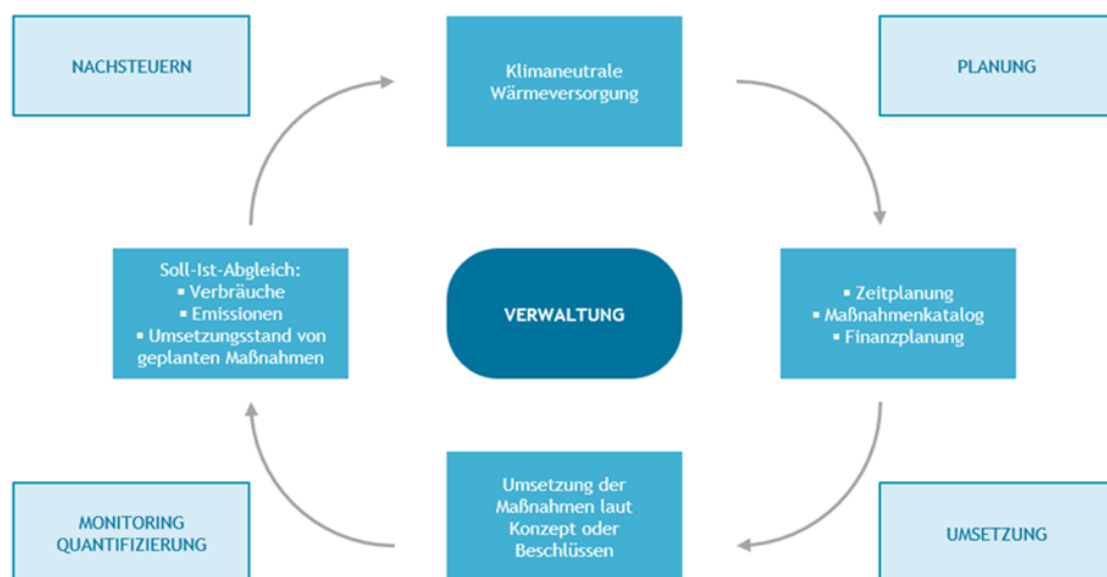 NACHSTEUERN
Klimaneutrale
Wärmeversorgung
PLANUNG
Soll-Ist-Abgleich:
▪ Verbräuche
▪ Emissionen
▪ Umsetzungsstand von
geplanten Maßnahmen
VERWALTUNG
▪ Zeitplanung
▪ Maßnahmenkatalog
▪ Finanzplanung
MONITORING
QUANTIFIZIERUNG
Umsetzung der
Maßnahmen laut
Konzept oder
Beschlüssen
UMSETZUNG